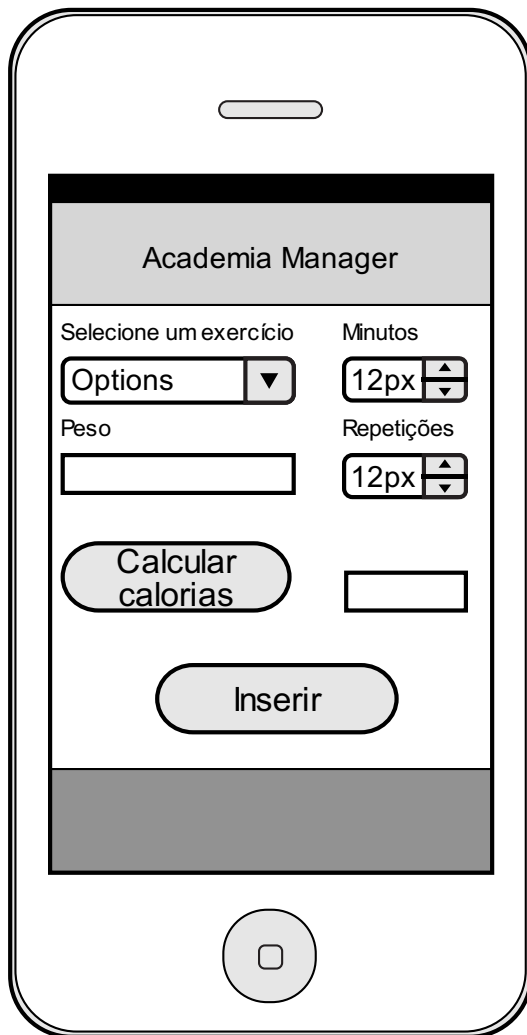 Academia Manager
Selecione um exercício
Minutos
Options
12px
Peso
Repetições
12px
Calcular
calorias
Inserir